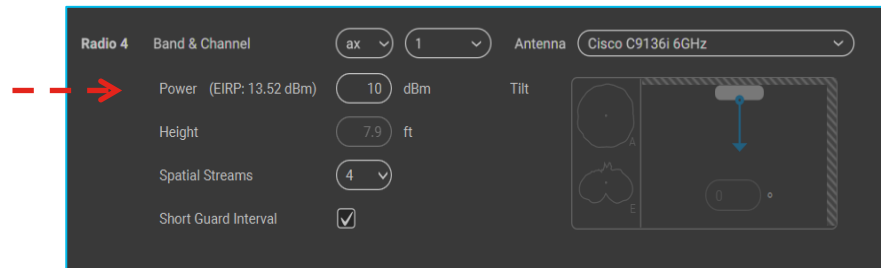 Radio 4 Band & Channel ax 1 Antenna Cisco C9136i 6GHz
Power (EIRP: 13.52 dBm) 10 dBm Tilt
A
Height 7.9 ft
Spatial Streams 4
0 °
E
Short Guard Interval